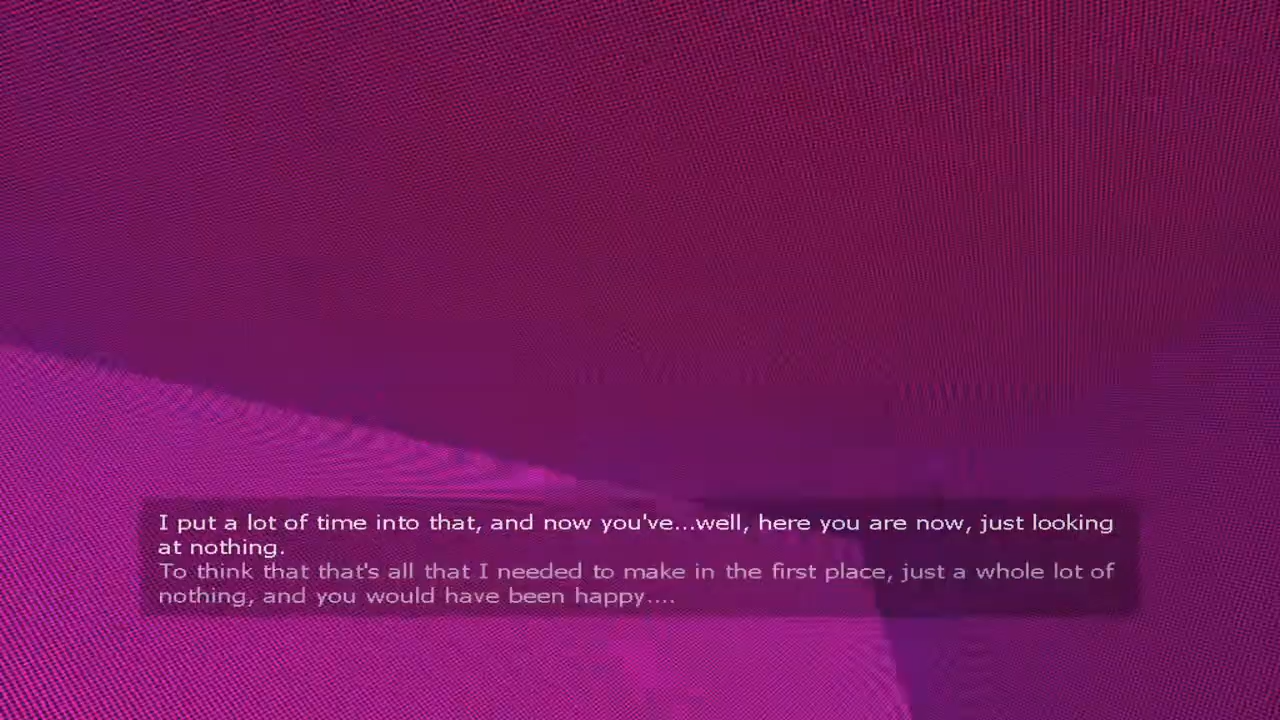 I put a lot of time into that, and now you've...well, here you are now, just looking
at nothing.
To think that that's all that I needed to make in the first place, just a whole lot of
nothing, and you would have been happy....